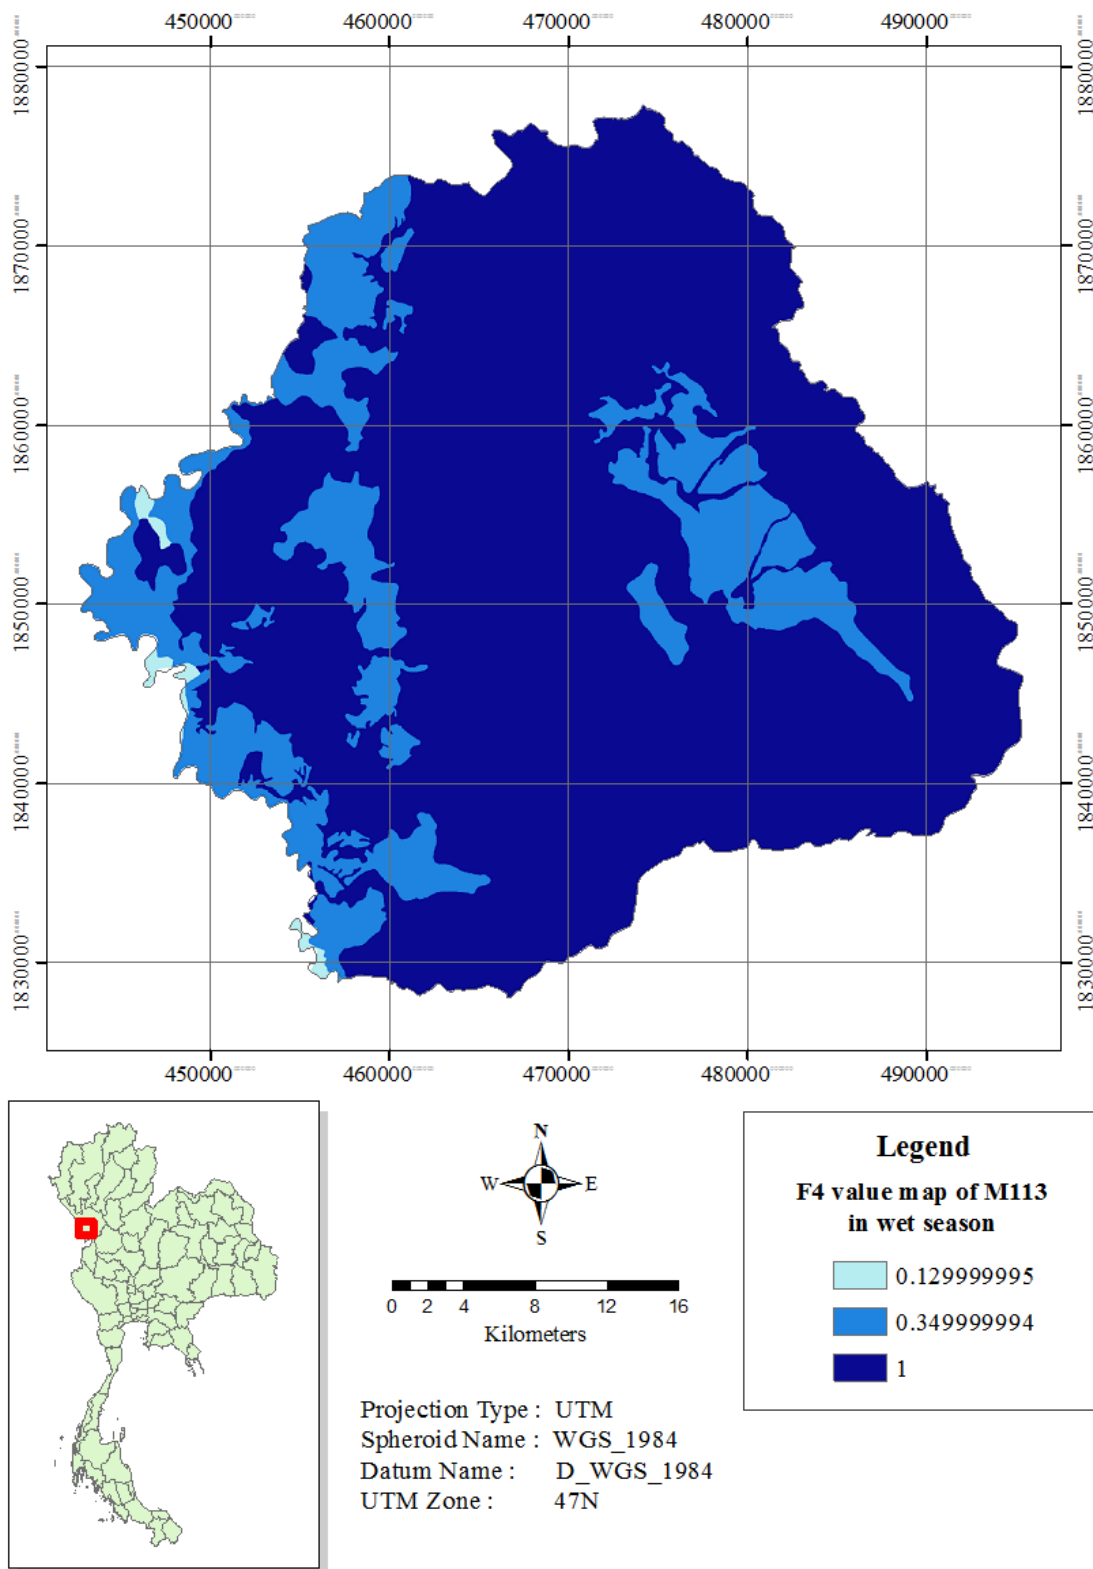 450000 460000 470000 480000 490000
1880000 1880000
1870000 1870000
1860000 1860000
1850000 1850000
1840000 1840000
1830000 1830000
450000 460000 470000 480000 490000
N
W E
S
0 2 4 8 12 16
Kilometers
Legend
F4 value map of M113
in wet season
0.129999995
0.349999994
1
Projection Type : UTM
Spheroid Name : WGS_1984
Datum Name : D_WGS_1984
UTM Zone : 47N